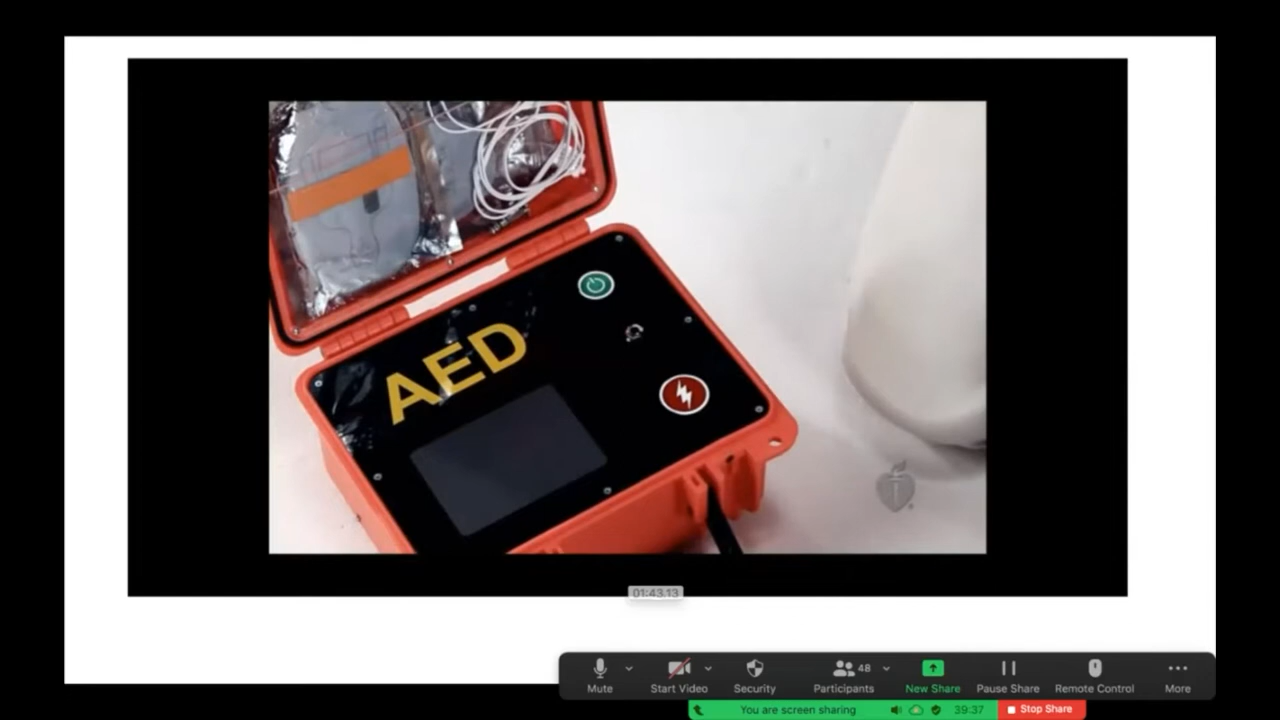 AED
01:43.13
48
Mute
Start Video
Security
Participants
New Share
Pause Share
Remote Control
More
You are screen sharing
39:37
Stop Share